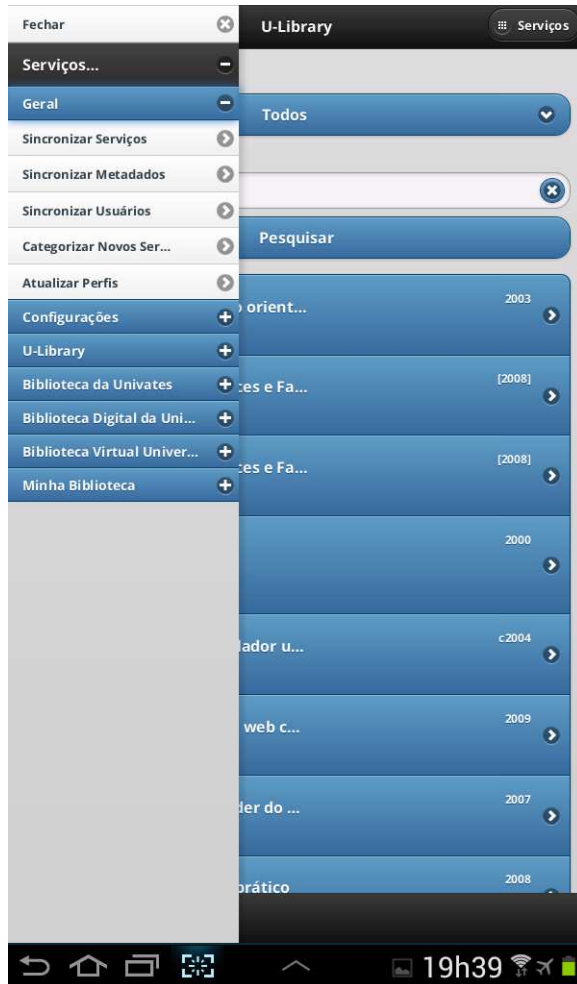 Fechar
U-Library
Serviços
Serviços...
Geral
Todos
Sincronizar Serviços
Sincronizar Metadados
Sincronizar Usuários
Categorizar Novos Ser...
Pesquisar
Atualizar Perfis
Configurações
orient...
2003
U-Library
Biblioteca da Univates
ces e Fa...
[2008]
Biblioteca Digital da Uni...
Biblioteca Virtual Univer...
ces e Fa...
[2008]
Minha Biblioteca
2000
lador u...
c2004
web c...
2009
der do ...
2007
prático
2008
19h39